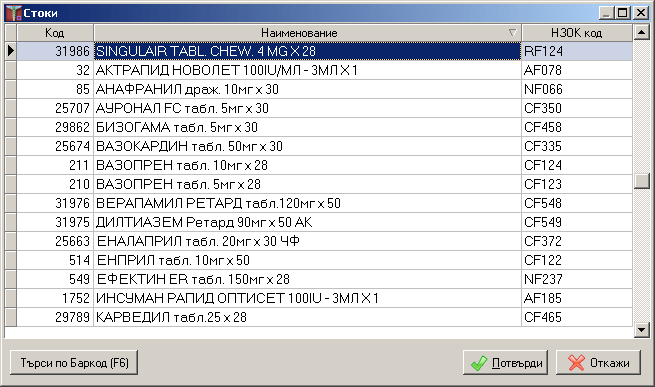 Стоки
Код Наименование НЗОК код
31986 SINGULAIR TABL. CHEW. 4 MG X 28 RF124
32 АКТРАПИД НОВОЛЕТ 100IU/МЛ - 3МЛ X 1 AF078
85 АНАФРАНИЛ драж. 10мг x 30 NF066
25707 АУРОНАЛ FC табл. 5мг x 30 CF350
29862 БИЗОГАМА табл. 5мг x 30 CF458
25674 ВАЗОКАРДИН табл. 50мг x 30 CF335
211 ВАЗОПРЕН табл. 10мг x 28 CF124
210 ВАЗОПРЕН табл. 5мг x 28 CF123
31976 ВЕРАПАМИЛ РЕТАРД табл.120мг x 50 CF548
31975 ДИЛТИАЗЕМ Ретард 90мг x 50 АК CF549
25663 ЕНАЛАПРИЛ табл. 20мг x 30 ЧФ CF372
514 ЕНПРИЛ табл. 10мг x 50 CF122
549 ЕФЕКТИН ER табл. 150мг x 28 NF237
1752 ИНСУМАН РАПИД ОПТИСЕТ 100IU - 3МЛ X 1 AF185
29789 КАРВЕДИЛ табл.25 x 28 CF465
Търси по Баркод (F6) Потвърди Откажи